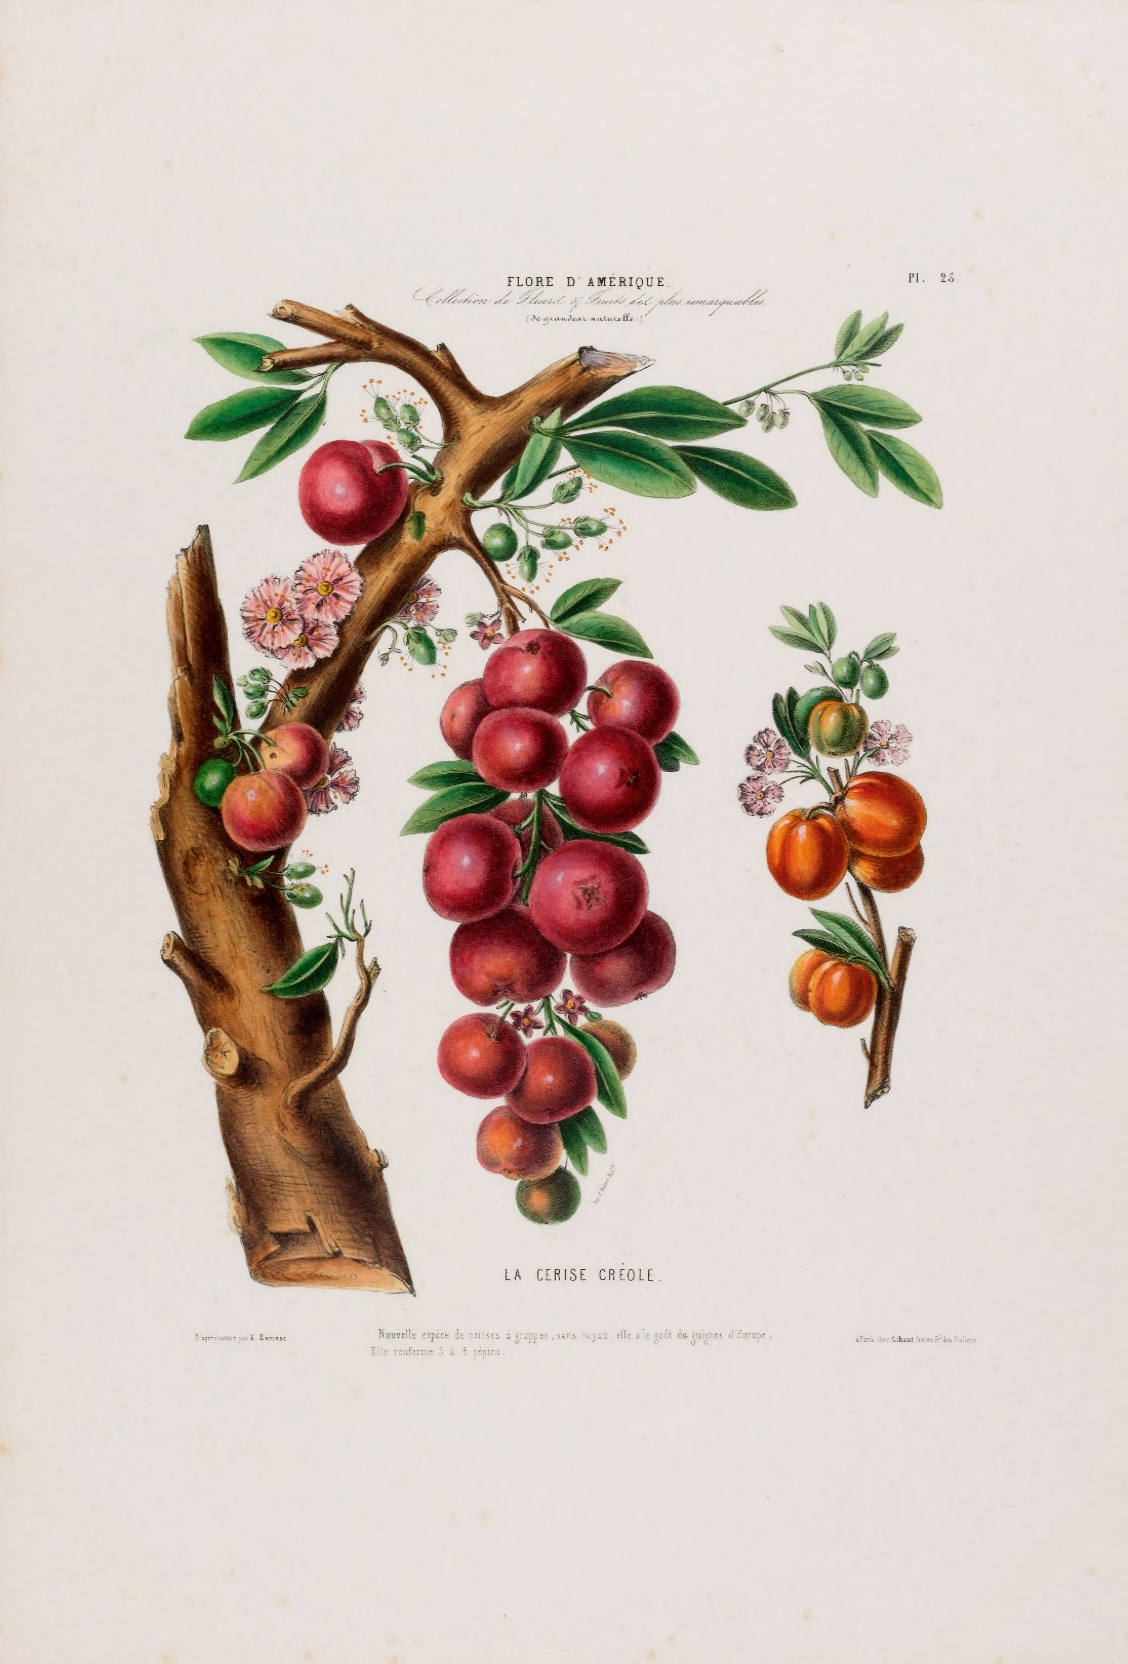 FLORE D'AMÉRIQUE.
Pl. 25.
Collection de Fleurs & Fruits des plus remarquables
(de grandeur naturelle)
LA CERISE CRÉOLE.
D'après nature par E. Denisse
Nouvelle espèce de cerises à grappes, sans noyau, elle a le goût de guignes d'Europe.
Elle renferme 3 à 4 pépins.
à Paris chez Gihaut frères Bd. des Italiens